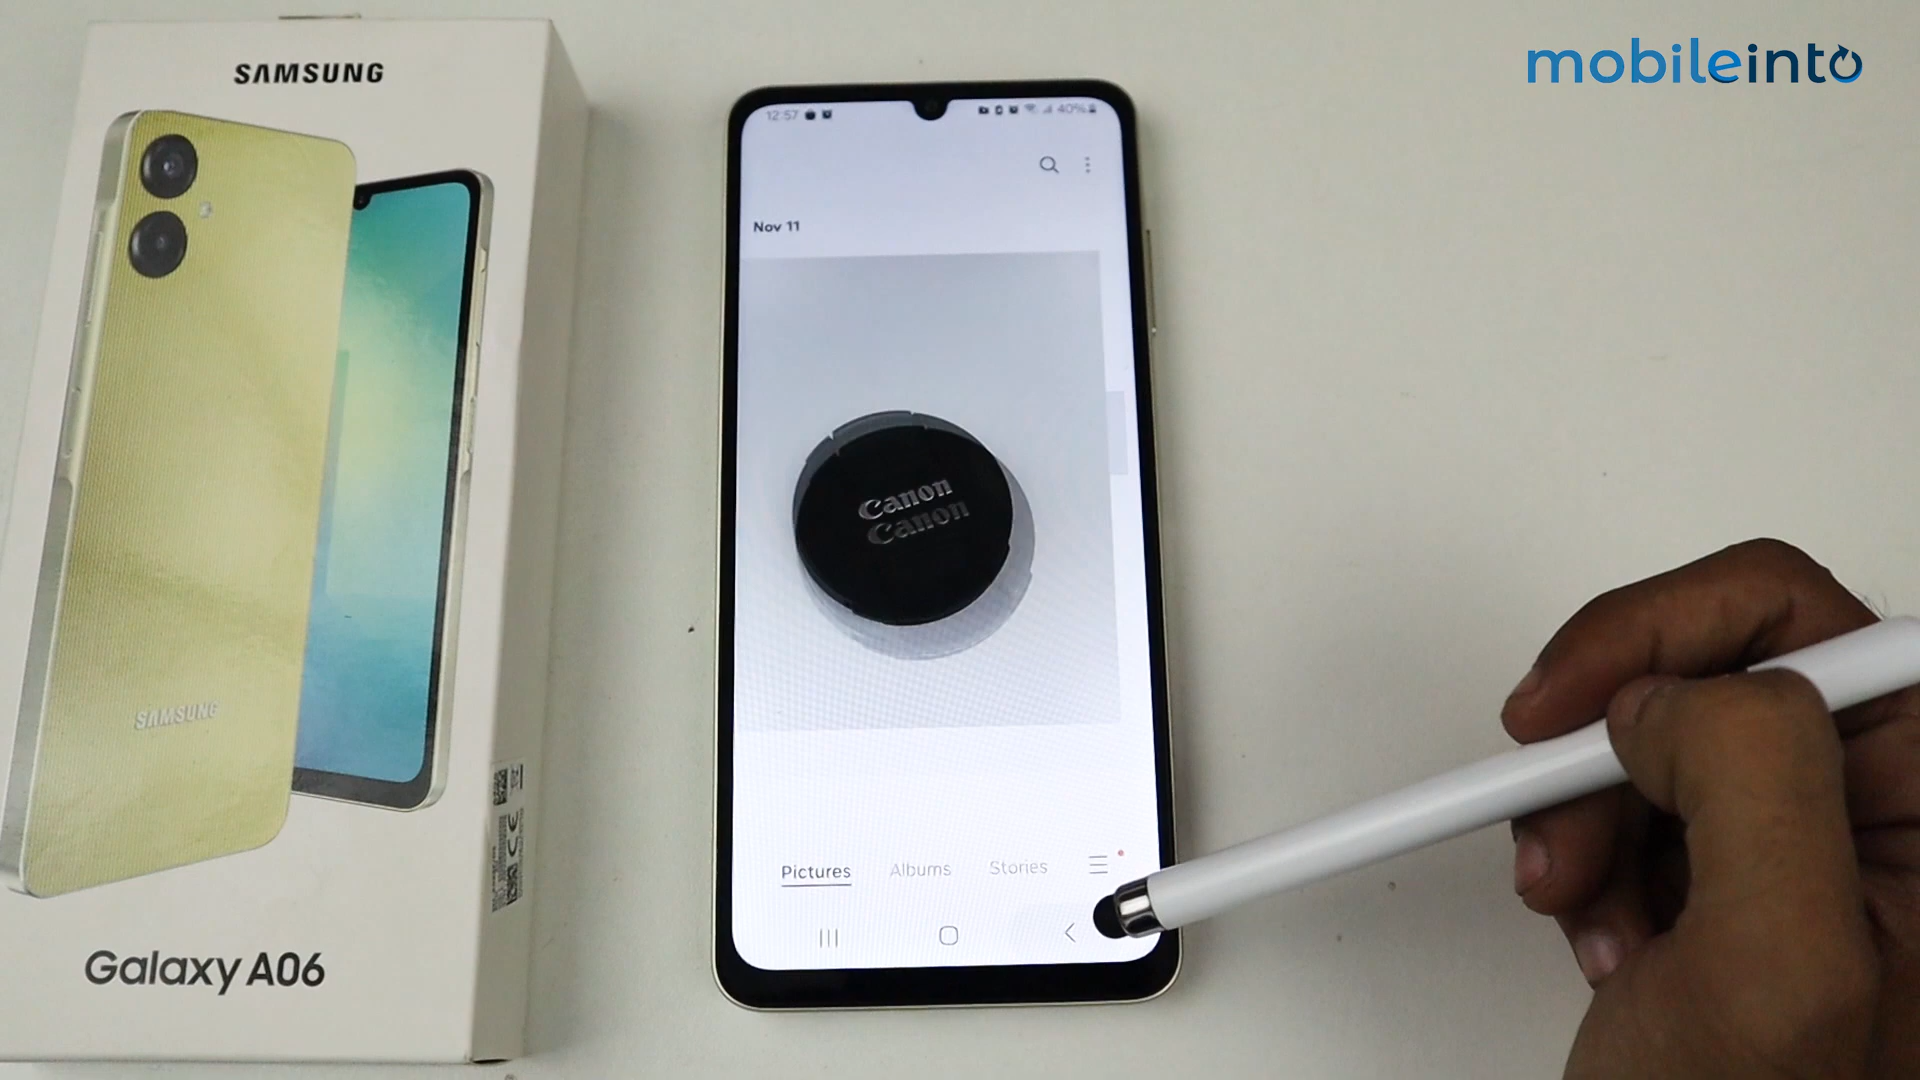 SAMSUNG
SAMSUNG
Galaxy A06
12:57
40%
Nov 11
Canon
Canon
Pictures
Albums
Stories
mobileinto